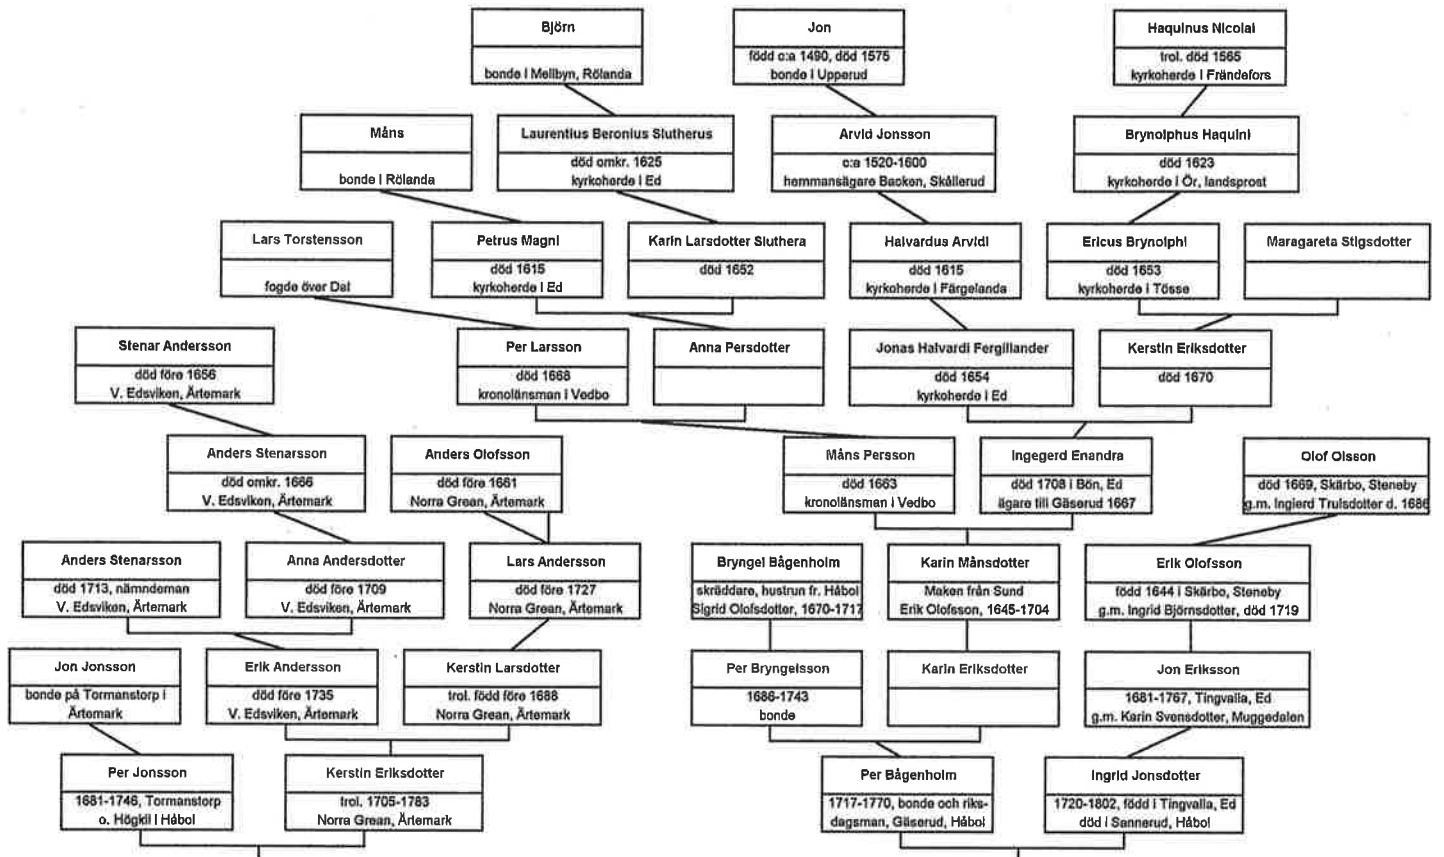 Björn
bonde i Mellbyn, Rölanda
Jon
född c:a 1490, död 1575
bonde i Upperud
Haquinus Nicolai
trol. död 1565
kyrkoherde i Frändefors
Måns
bonde i Rölanda
Laurentius Beronius Slutherus
död omkr. 1625
kyrkoherde i Ed
Arvid Jonsson
c:a 1520-1600
hemmansägare Backen, Skållerud
Brynolphus Haquini
död 1623
kyrkoherde i Ör, landsprost
Lars Torstensson
fogde över Dal
Petrus Magni
död 1615
kyrkoherde i Ed
Karin Larsdotter Sluthera
död 1652
Halvardus Arvidi
död 1615
kyrkoherde i Färgelanda
Ericus Brynolphi
död 1653
kyrkoherde i Tösse
Maragareta Stigsdotter
Stenar Andersson
död före 1656
V. Edsviken, Ärtemark
Per Larsson
död 1668
kronolänsman i Vedbo
Anna Persdotter
Jonas Halvardi Fergillander
död 1654
kyrkoherde i Ed
Kerstin Eriksdotter
död 1670
Anders Stenarsson
död omkr. 1666
V. Edsviken, Ärtemark
Anders Olofsson
död före 1661
Norra Grean, Ärtemark
Måns Persson
död 1663
kronolänsman i Vedbo
Ingegerd Enandra
död 1708 i Bön, Ed
ägare till Gäserud 1667
Olof Olsson
död 1669, Skärbo, Steneby
g.m. Ingierd Trulsdotter d. 1686
Anders Stenarsson
död 1713, nämndeman
V. Edsviken, Ärtemark
Anna Andersdotter
död före 1709
V. Edsviken, Ärtemark
Lars Andersson
död före 1727
Norra Grean, Ärtemark
Bryngel Bågenholm
skräddare, hustrun fr. Håbol
Sigrid Olofsdotter, 1670-1717
Karin Månsdotter
Maken från Sund
Erik Olofsson, 1645-1704
Erik Olofsson
född 1644 i Skärbo, Steneby
g.m. Ingrid Björnsdotter, död 1719
Jon Jonsson
bonde på Tormanstorp i
Ärtemark
Erik Andersson
död före 1735
V. Edsviken, Ärtemark
Kerstin Larsdotter
trol. född före 1688
Norra Grean, Ärtemark
Per Bryngelsson
1686-1743
bonde
Karin Eriksdotter
Jon Eriksson
1681-1767, Tingvalla, Ed
g.m. Karin Svensdotter, Muggedalen
Per Jonsson
1681-1746, Tormanstorp
o. Högkil i Håbol
Kerstin Eriksdotter
trol. 1705-1783
Norra Grean, Ärtemark
Per Bågenholm
1717-1770, bonde och riks-
dagsman, Gäserud, Håbol
Ingrid Jonsdotter
1720-1802, född i Tingvalla, Ed
död i Sannerud, Håbol